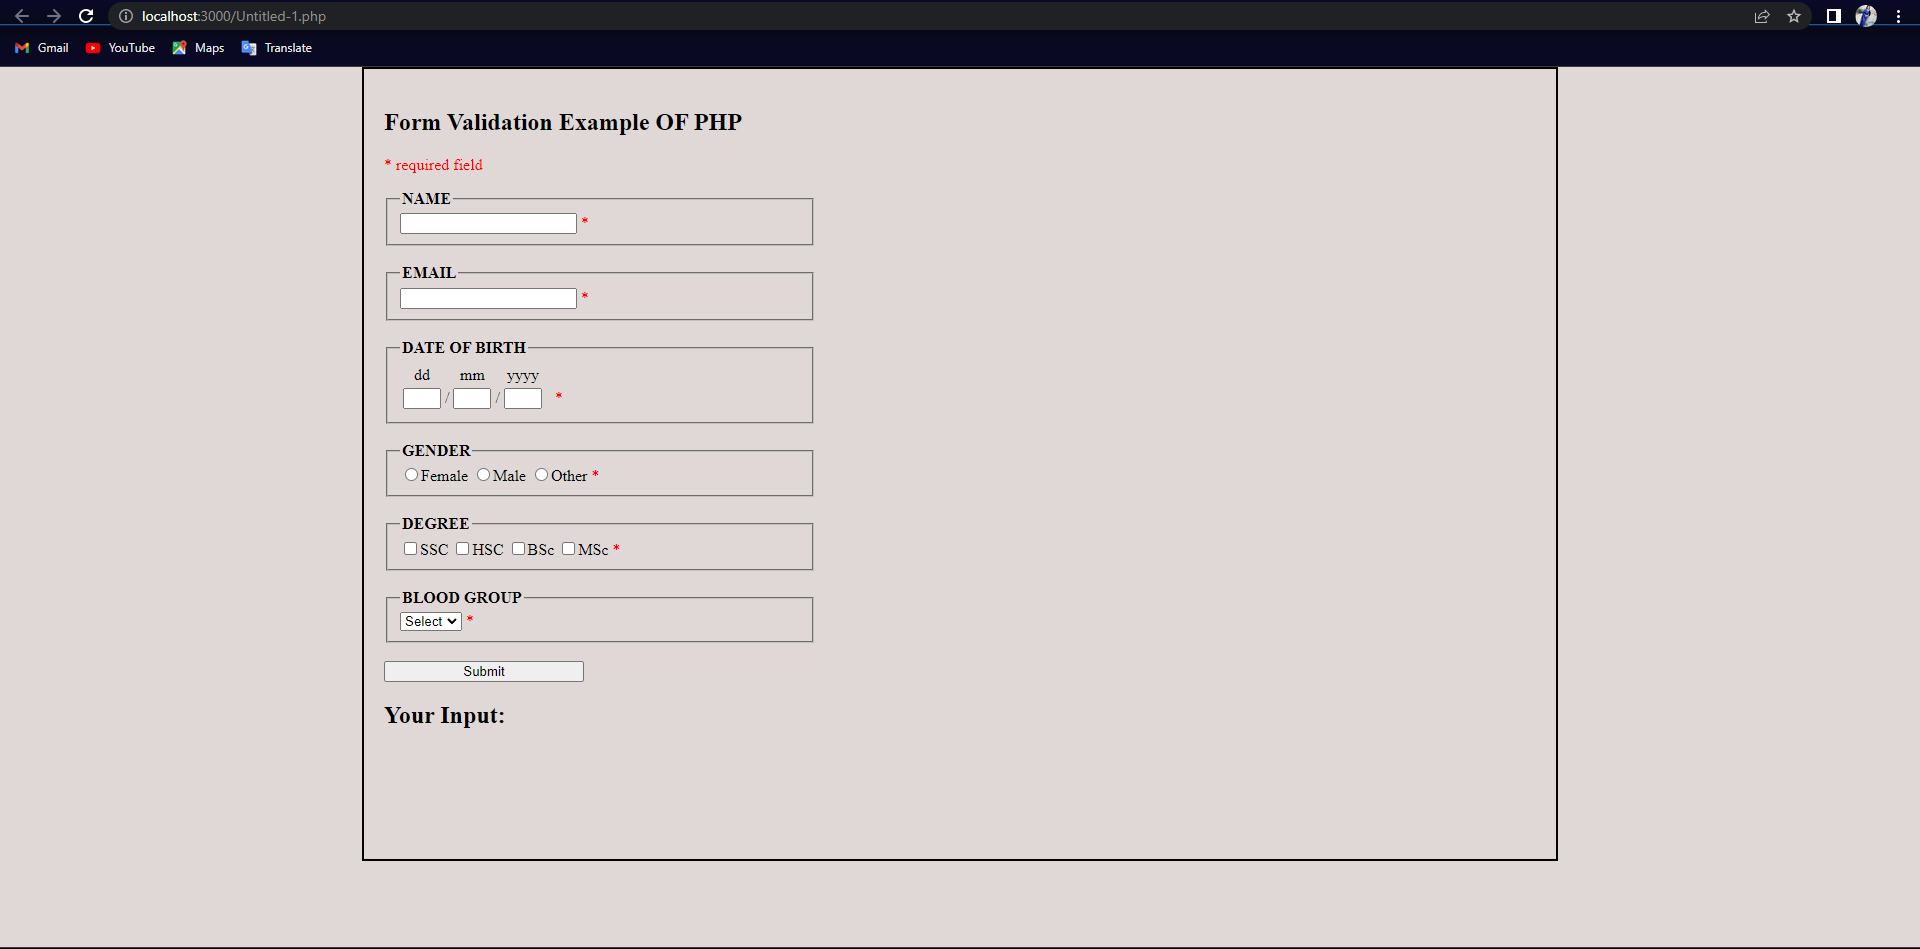 localhost:3000/Untitled-1.php
Gmail YouTube Maps Translate
Form Validation Example OF PHP
* required field
NAME
*
EMAIL
*
DATE OF BIRTH
dd mm yyyy
/ / *
GENDER
Female Male Other *
DEGREE
SSC HSC BSc MSc *
BLOOD GROUP
Select *
Submit
Your Input: